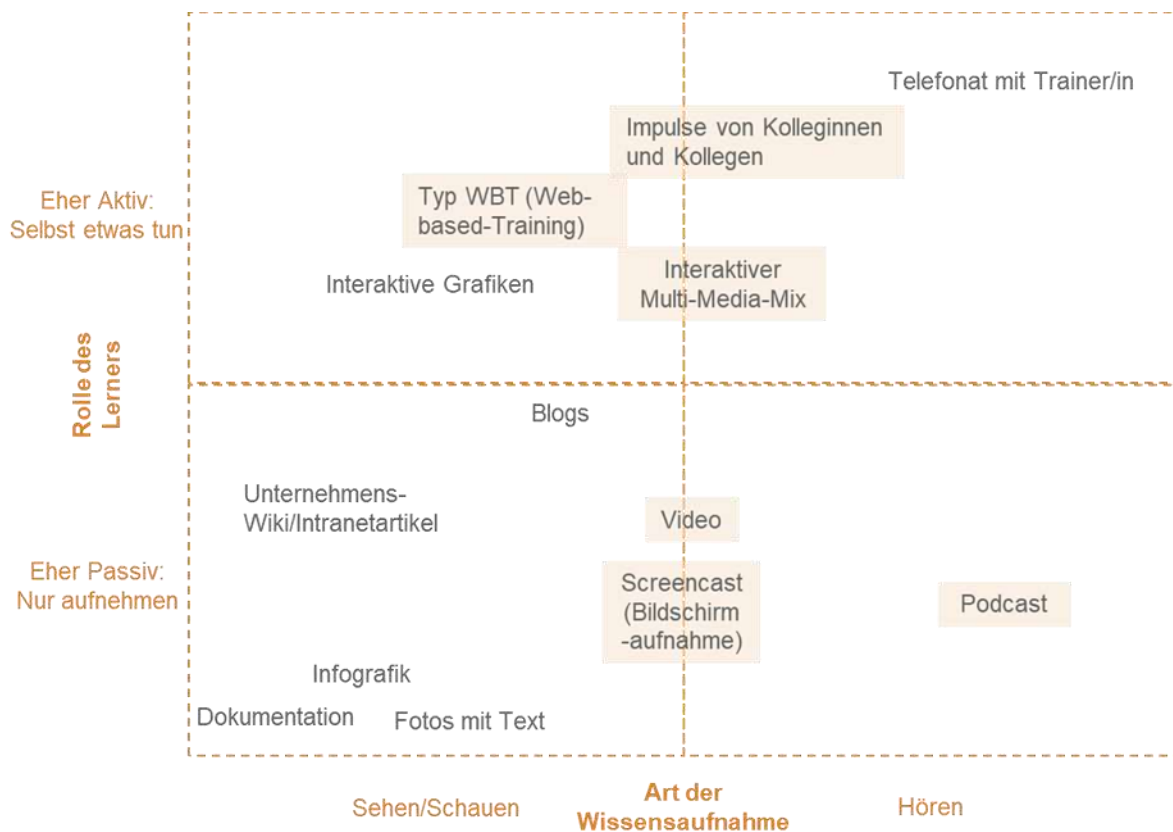 Telefonat mit Trainer/in
Impulse von Kolleginnen
und Kollegen
Eher Aktiv:
Selbst etwas tun
Typ WBT (Web-
based-Training)
Interaktive Grafiken
Interaktiver
Multi-Media-Mix
Rolle des
Lerners
Blogs
Unternehmens-
Wiki/Intranetartikel
Video
Eher Passiv:
Nur aufnehmen
Screencast
(Bildschirm
-aufnahme)
Podcast
Infografik
Dokumentation
Fotos mit Text
Sehen/Schauen
Art der
Wissensaufnahme
Hören